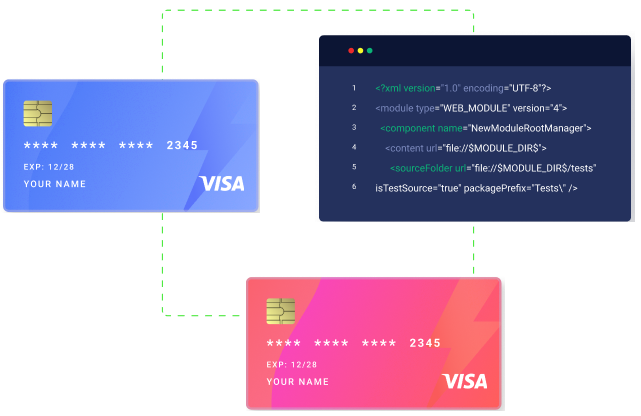 **** **** **** 2345
EXP: 12/28
YOUR NAME
VISA
1 <?xml version="1.0" encoding="UTF-8"?>
2 <module type="WEB_MODULE" version="4">
3 <component name="NewModuleRootManager">
4 <content url="file://$MODULE_DIR$">
5 <sourceFolder url="file://$MODULE_DIR$/tests"
6 isTestSource="true" packagePrefix="Tests\" />
**** **** **** 2345
EXP: 12/28
YOUR NAME
VISA